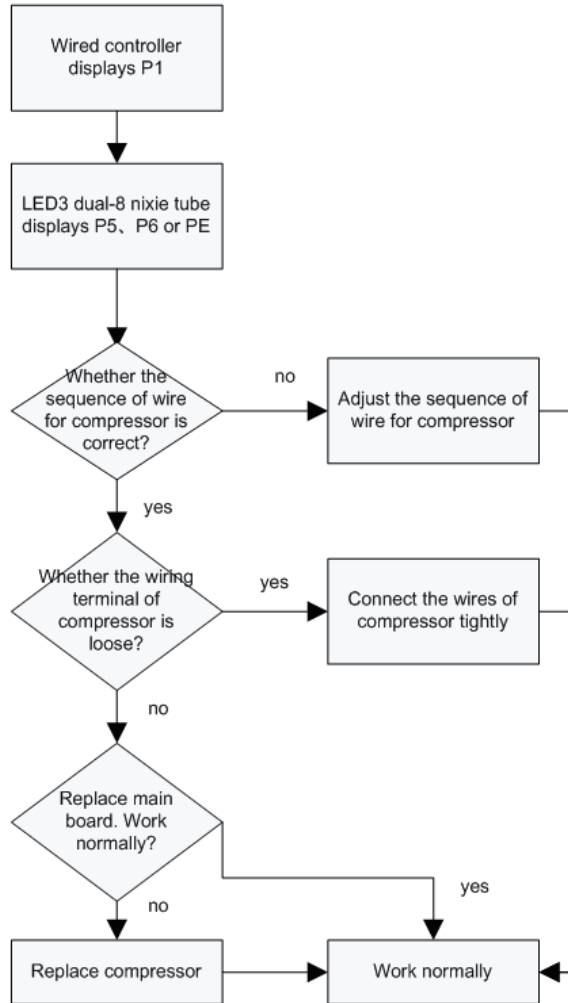 Wired controller
displays P1
LED3 dual-8 nixie tube
displays P5、P6 or PE
Whether the
sequence of wire
for compressor is
correct?
no
Adjust the sequence of
wire for compressor
yes
Whether the wiring
terminal of
compressor is
loose?
yes
Connect the wires of
compressor tightly
no
Replace main
board. Work
normally?
yes
no
Replace compressor
Work normally